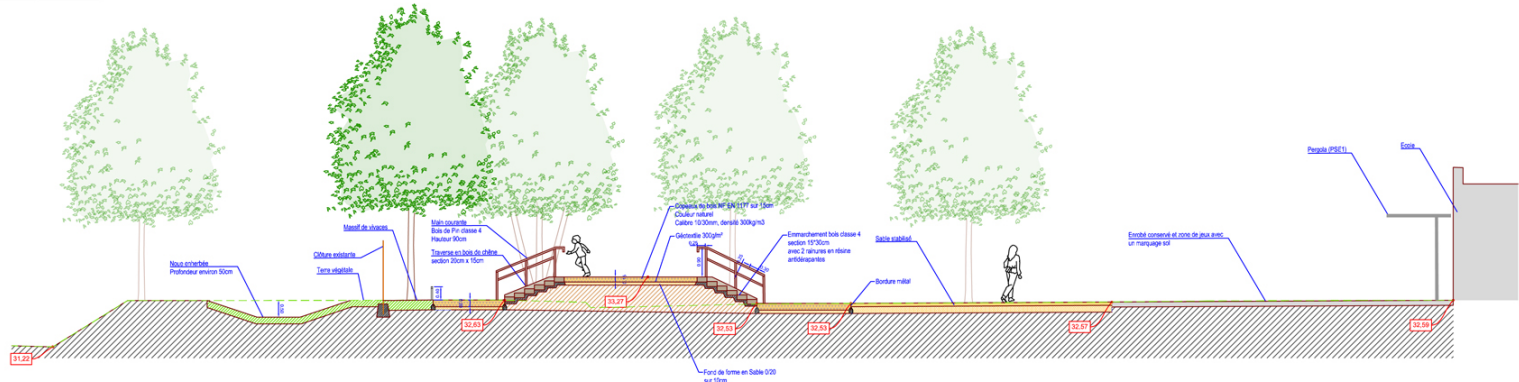 Noue enherbée
Profondeur environ 50cm
Clôture existante
Terre végétale
Massif de vivaces
Main courante
Bois de Pin classe 4
Hauteur 90cm
Traverse en bois de chêne
section 20cm x 15cm
Copeaux de bois NF EN 1177 sur 15cm
Couleur naturel
Calibre 10/30mm, densité 300kg/m3
Géotextile 300g/m²
Emmarchement bois classe 4
section 15*30cm
avec 2 rainures en résine
antidérapantes
Sable stabilisé
Bordure métal
Enrobé conservé et zone de jeux avec
un marquage sol
Pergola (PSE1)
Ecole
Fond de forme en Sable 0/20
sur 10cm
31,22
32,63
33,27
32,53
32,53
32,57
32,59